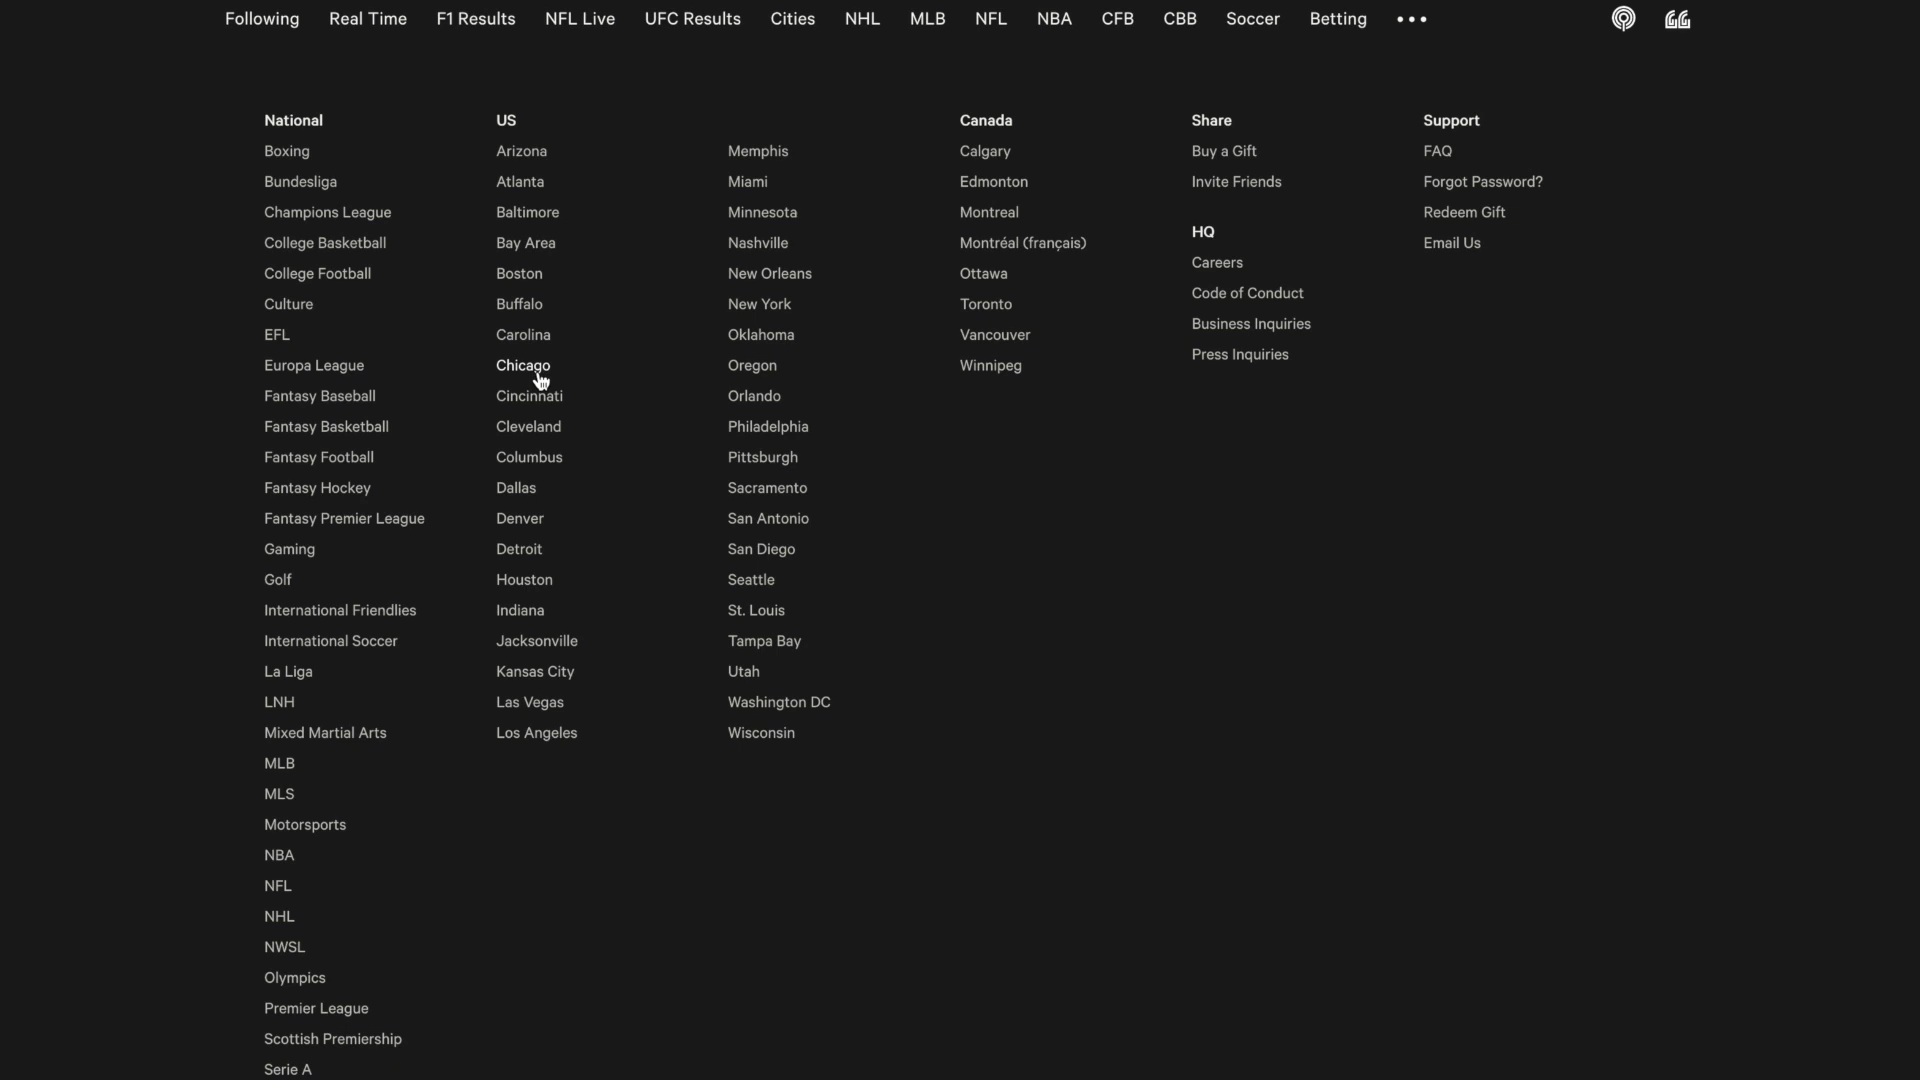 Following Real Time F1 Results NFL Live UFC Results Cities NHL MLB NFL NBA CFB CBB Soccer Betting
National
Boxing
Bundesliga
Champions League
College Basketball
College Football
Culture
EFL
Europa League
Fantasy Baseball
Fantasy Basketball
Fantasy Football
Fantasy Hockey
Fantasy Premier League
Gaming
Golf
International Friendlies
International Soccer
La Liga
LNH
Mixed Martial Arts
MLB
MLS
Motorsports
NBA
NFL
NHL
NWSL
Olympics
Premier League
Scottish Premiership
Serie A
US
Arizona
Atlanta
Baltimore
Bay Area
Boston
Buffalo
Carolina
Chicago
Cincinnati
Cleveland
Columbus
Dallas
Denver
Detroit
Houston
Indiana
Jacksonville
Kansas City
Las Vegas
Los Angeles
Memphis
Miami
Minnesota
Nashville
New Orleans
New York
Oklahoma
Oregon
Orlando
Philadelphia
Pittsburgh
Sacramento
San Antonio
San Diego
Seattle
St. Louis
Tampa Bay
Utah
Washington DC
Wisconsin
Canada
Calgary
Edmonton
Montreal
Montréal (français)
Ottawa
Toronto
Vancouver
Winnipeg
Share
Buy a Gift
Invite Friends
HQ
Careers
Code of Conduct
Business Inquiries
Press Inquiries
Support
FAQ
Forgot Password?
Redeem Gift
Email Us